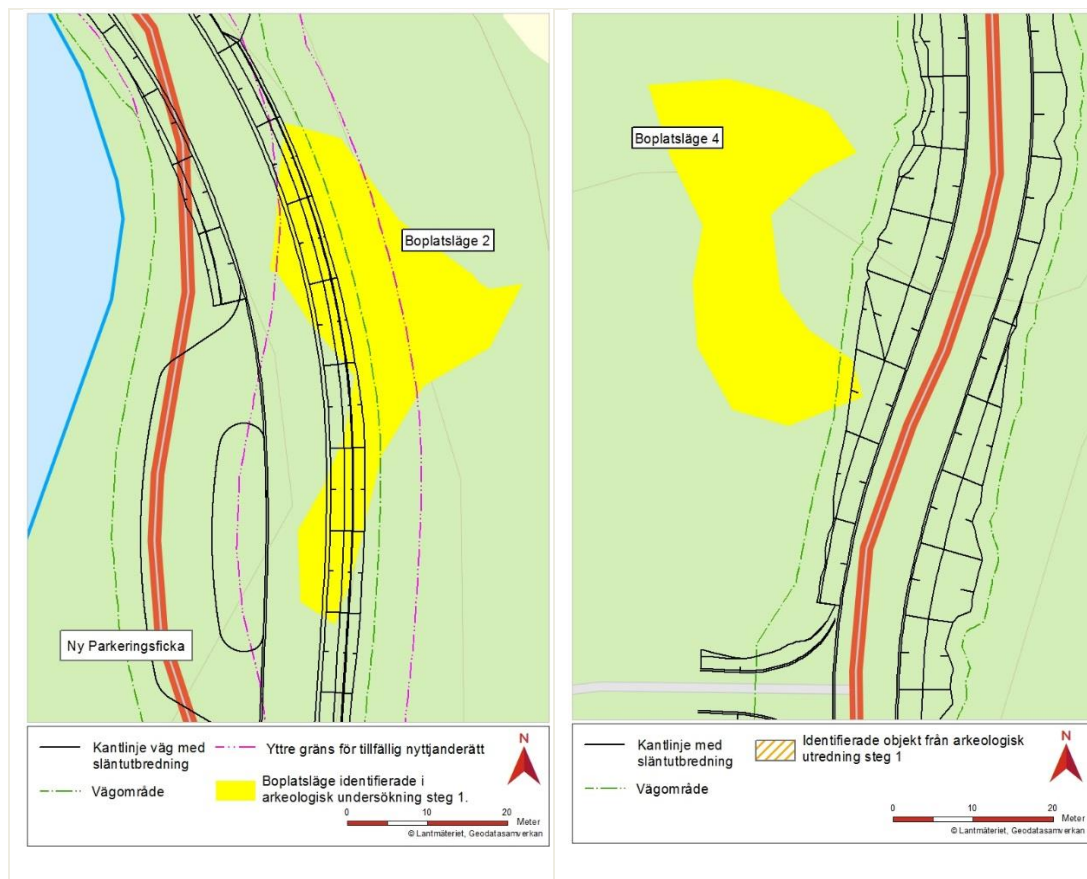 Boplatsläge 2
Ny Parkeringsficka
Kantlinje väg med
släntutbredning
Vägområde
Yttre gräns för tillfällig nyttjanderätt
Boplatsläge identifierade i
arkeologisk undersökning steg 1.
N
0 10 20
Meter
© Lantmäteriet, Geodatasamverkan
Boplatsläge 4
Kantlinje med
släntutbredning
Vägområde
Identifierade objekt från arkeologisk
utredning steg 1
N
0 10 20
Meter
© Lantmäteriet, Geodatasamverkan